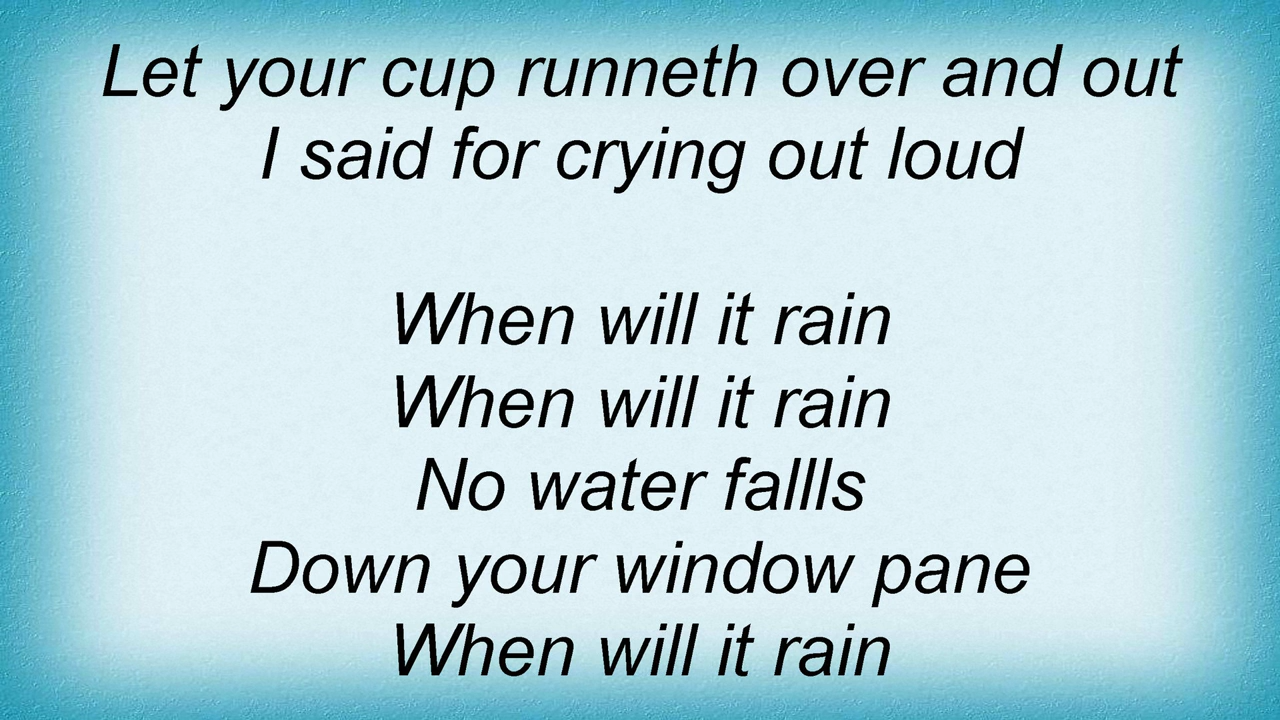 Let your cup runneth over and out
I said for crying out loud
When will it rain
When will it rain
No water fallls
Down your window pane
When will it rain